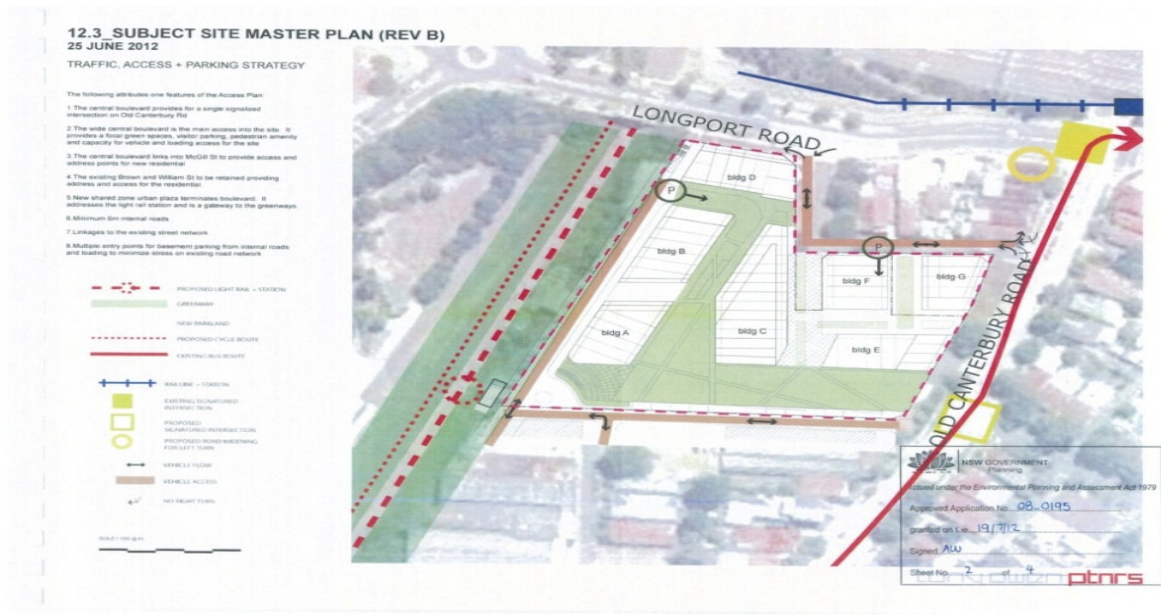 12.3_SUBJECT SITE MASTER PLAN (REV B)
25 JUNE 2012
TRAFFIC, ACCESS + PARKING STRATEGY
The following attributes one features of the Access Plan:
1.The central boulevard provides for a single signalized
intersection on Old Canterbury Rd
2.The wide central boulevard is the main access into the site. It
provides a focal green spaces, visitor parking, pedestrian amenity
and capacity for vehicle and loading access for the site
3.The central boulevard links into McGill St to provide access and
address points for new residential
4.The existing Brown and William St to be retained providing
address and access for the residential.
5.New shared zone urban plaza terminates boulevard. It
addresses the light rail station and is a gateway to the greenways.
6.Minimum 6m internal roads
7.Linkages to the existing street network
8.Multiple entry points for basement parking from internal roads
and loading to minimize stress on existing road network
PROPOSED LIGHT RAIL + STATION
GREENWAY
NEW PARKLAND
PROPOSED CYCLE ROUTE
EXISTING BUS ROUTE
RAIL LINE + STATION
EXISTING SIGNATURED
INTERSECTION
PROPOSED
SIGNATURED INTERSECTION
PROPOSED ROAD WIDENING
FOR LEFT TURN
VEHICLE FLOW
VEHICLE ACCESS
NO RIGHT TURN
LONGPORT ROAD
bldg D
P
bldg B
P
bldg F
bldg G
bldg A
bldg C
bldg E
OLD CANTERBURY ROAD
NSW GOVERNMENT
Planning
Issued under the Environmental Planning and Assessment Act 1979
Approved Application No. 08_0195
granted on the 19/7/12
Signed AW
Sheet No. 2 of 4
tony owen ptnrs